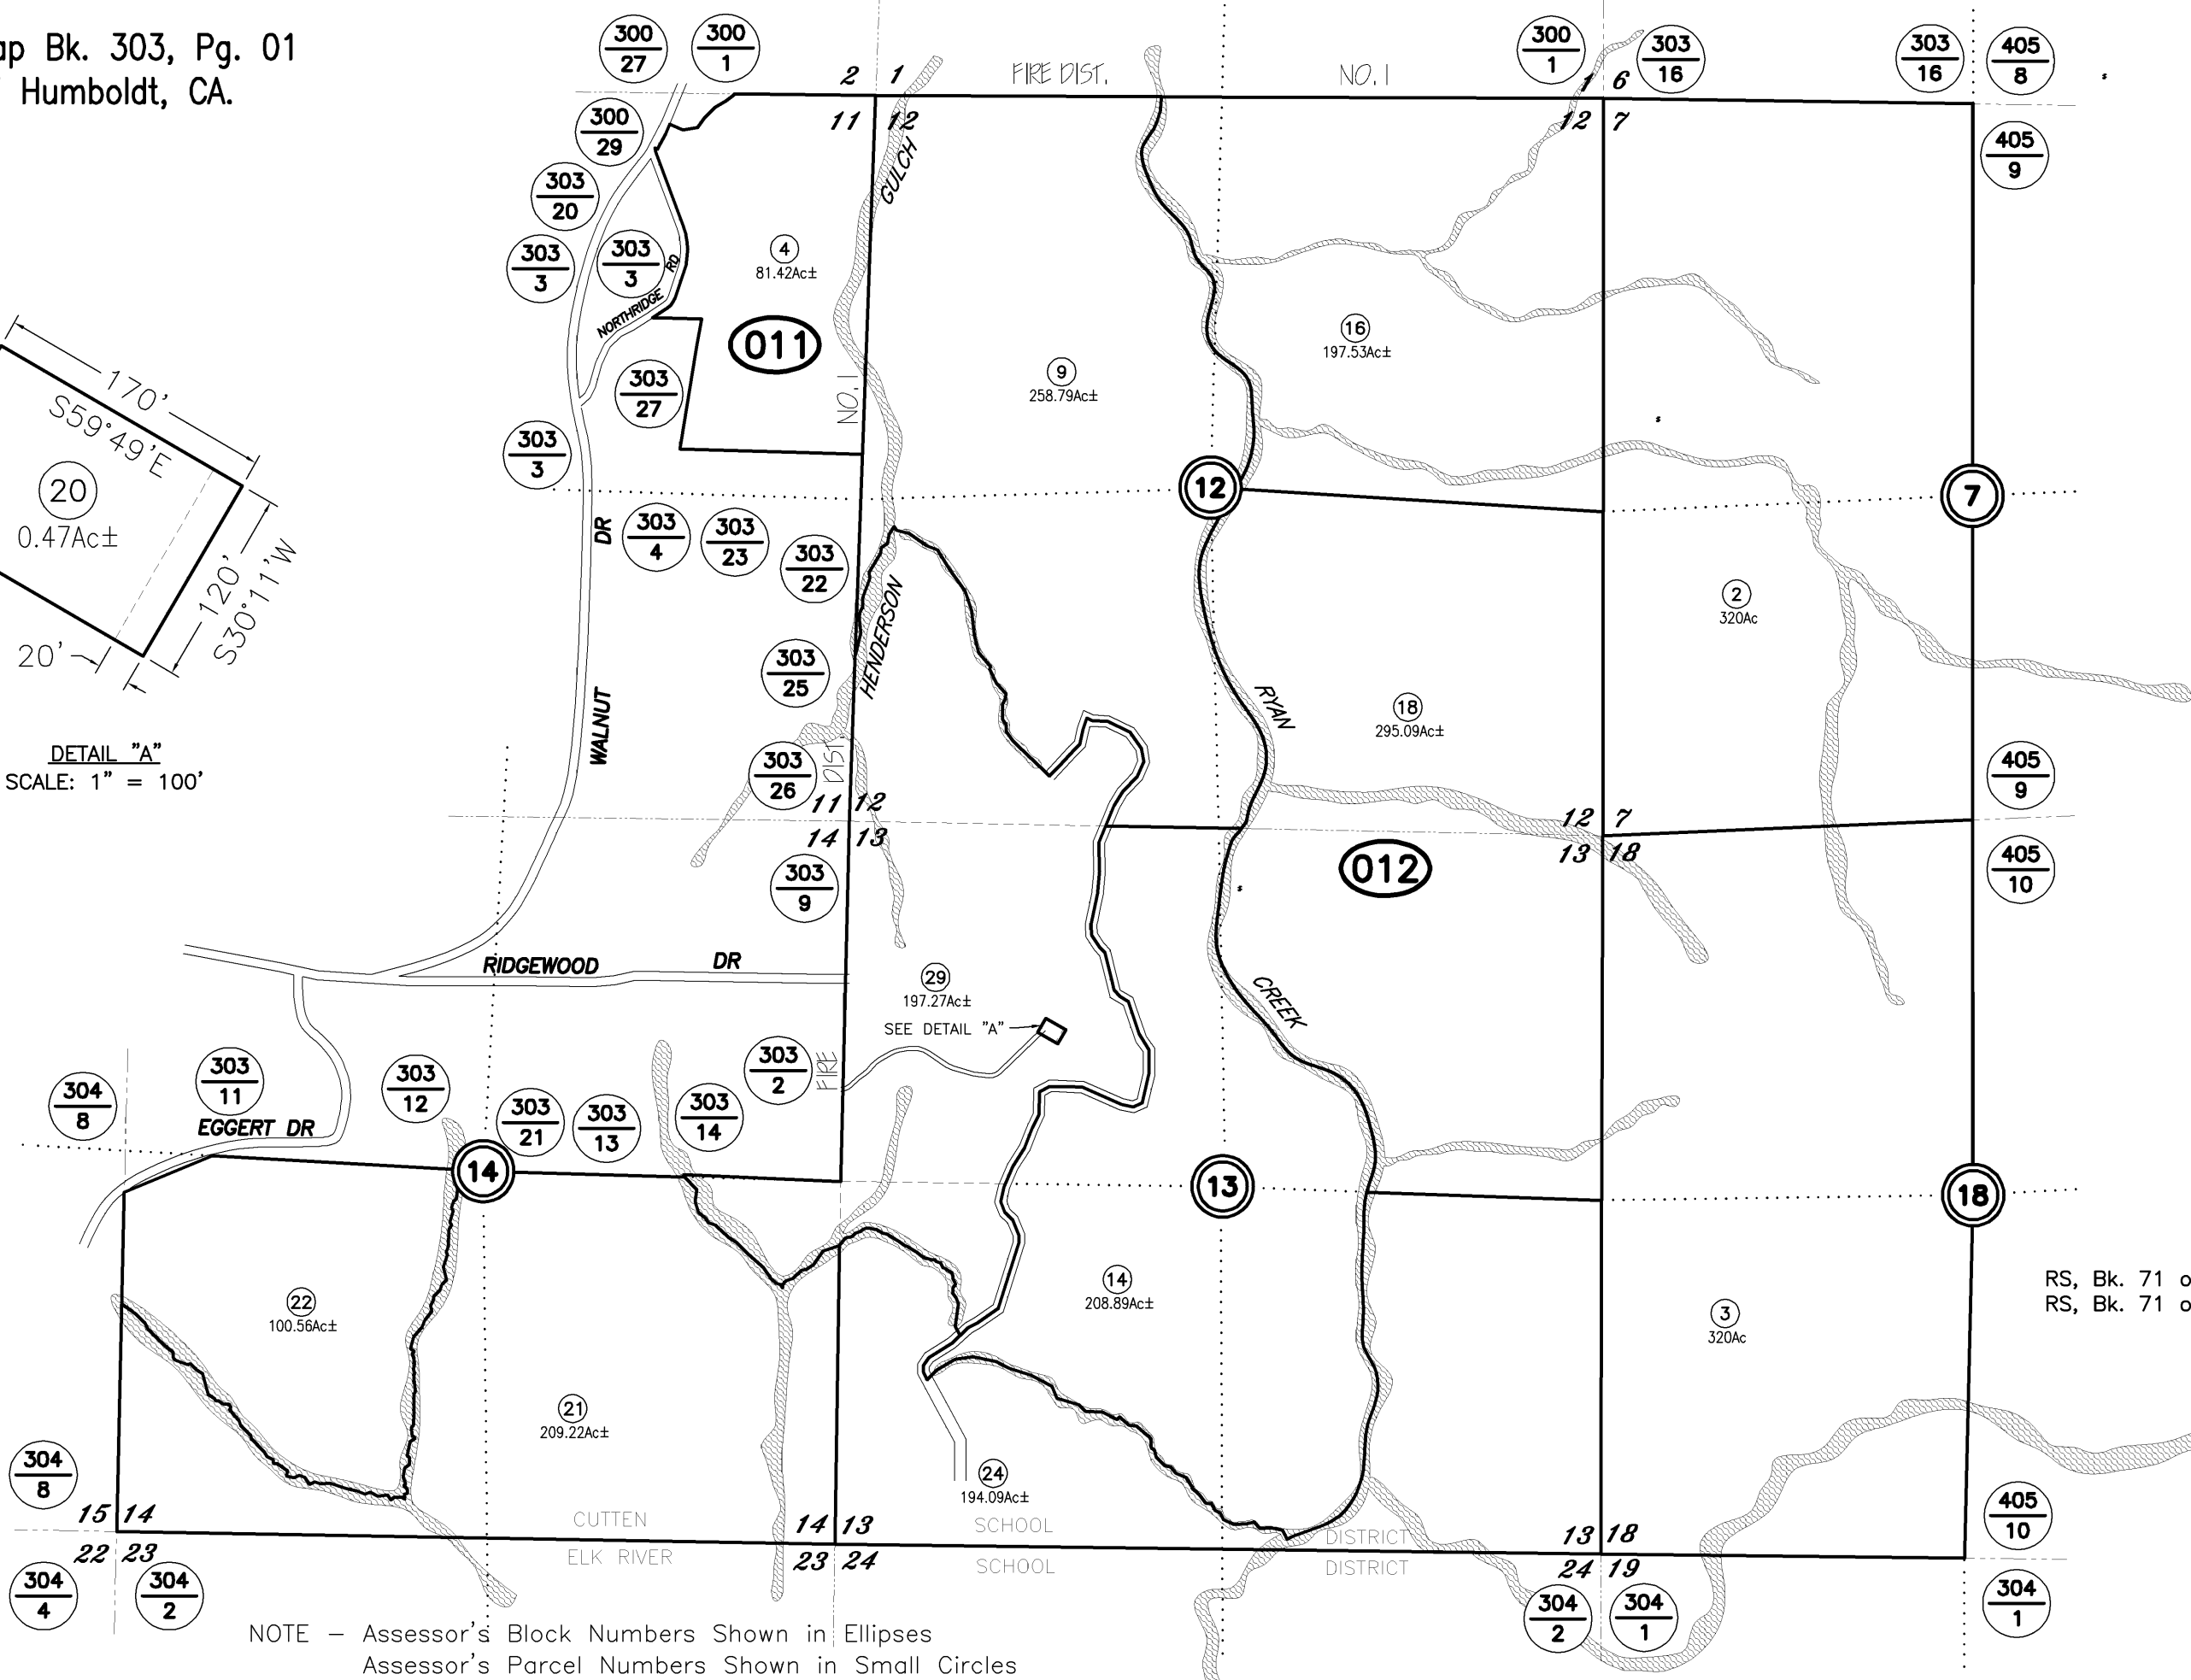 ap Bk. 303, Pg. 01
Humboldt, CA.
300
27
300
1
300
1
303
16
303
16
405
8
2 1
11 12
FIRE DIST. NO. 1
1 6
12 7
300
29
405
9
303
20
GULCH
303
3
303
3
RD
NORTHRIDGE
4
81.42Ac±
011
NO. 1
303
27
9
258.79Ac±
16
197.53Ac±
170'
S59°49'E
20
0.47Ac±
120'
S30°11'W
20'
DETAIL "A"
SCALE: 1" = 100'
303
3
12
7
DR
303
4
303
23
303
22
HENDERSON
2
320Ac
303
25
WALNUT
RYAN
18
295.09Ac±
303
26
DIST.
405
9
11 12
14 13
12 7
13 18
303
9
012
405
10
RIDGEWOOD DR
29
197.27Ac±
SEE DETAIL "A"
CREEK
303
2
FIRE
304
8
303
11
303
12
303
21
303
13
303
14
EGGERT DR
14
13
18
22
100.56Ac±
14
208.89Ac±
3
320Ac
RS, Bk. 71 o
RS, Bk. 71 o
21
209.22Ac±
24
194.09Ac±
304
8
405
10
15 14
22 23
CUTTEN SCHOOL DISTRICT
ELK RIVER SCHOOL DISTRICT
14 13
23 24
13 18
24 19
304
4
304
2
304
2
304
1
304
1
NOTE – Assessor's Block Numbers Shown in Ellipses
Assessor's Parcel Numbers Shown in Small Circles